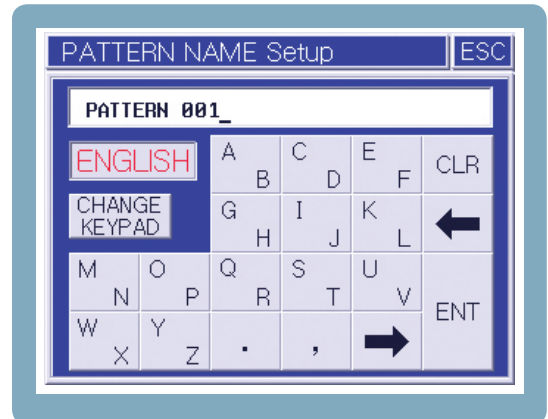 PATTERN NAME Setup ESC
PATTERN 001_
ENGLISH A B C D E F CLR
CHANGE KEYPAD G H I J K L
M N O P Q R S T U V ENT
W X Y Z . ,